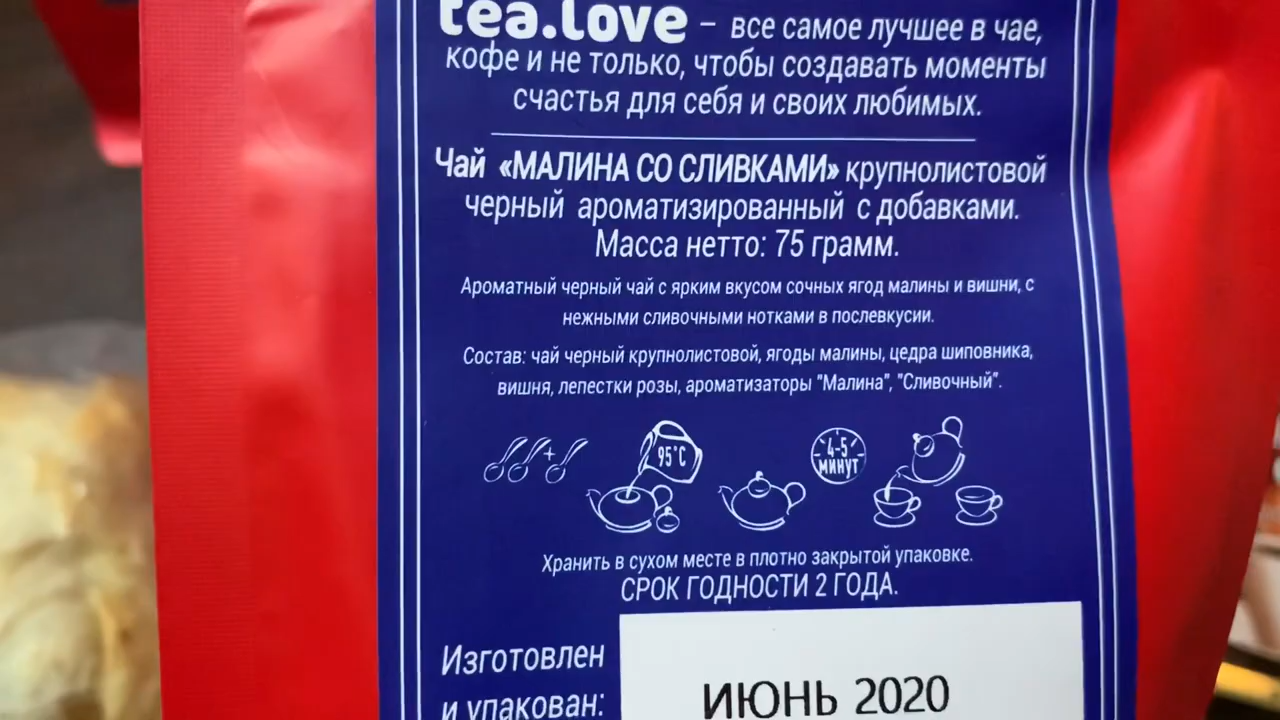 tea.love – все самое лучшее в чае,
кофе и не только, чтобы создавать моменты
счастья для себя и своих любимых.
Чай «МАЛИНА СО СЛИВКАМИ» крупнолистовой
черный ароматизированный с добавками.
Масса нетто: 75 грамм.
Ароматный черный чай с ярким вкусом сочных ягод малины и вишни, с
нежными сливочными нотками в послевкусии.
Состав: чай черный крупнолистовой, ягоды малины, цедра шиповника,
вишня, лепестки розы, ароматизаторы "Малина", "Сливочный".
95°C
4-5
МИНУТ
Хранить в сухом месте в плотно закрытой упаковке.
СРОК ГОДНОСТИ 2 ГОДА.
Изготовлен
и упакован:
ИЮНЬ 2020